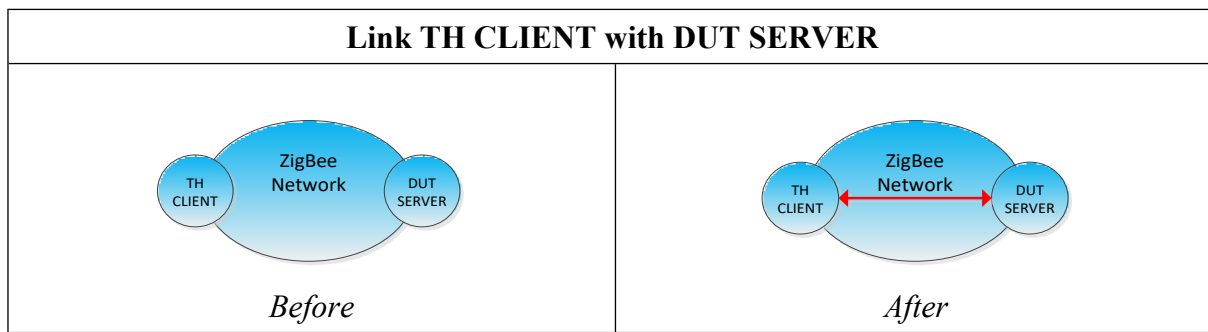 Link TH CLIENT with DUT SERVER
ZigBee
Network
TH
CLIENT
DUT
SERVER
Before
ZigBee
Network
TH
CLIENT
DUT
SERVER
After